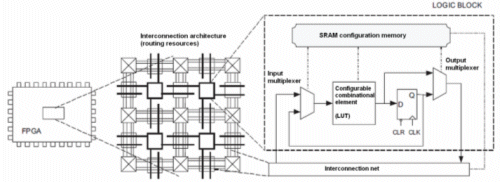 LOGIC BLOCK
Interconnection architecture
(routing resources)
SRAM configuration memory
Input
multiplexer
Output
multiplexer
Configurable
combinational
element
(LUT)
D
Q
CLR CLK
FPGA
Interconnection net